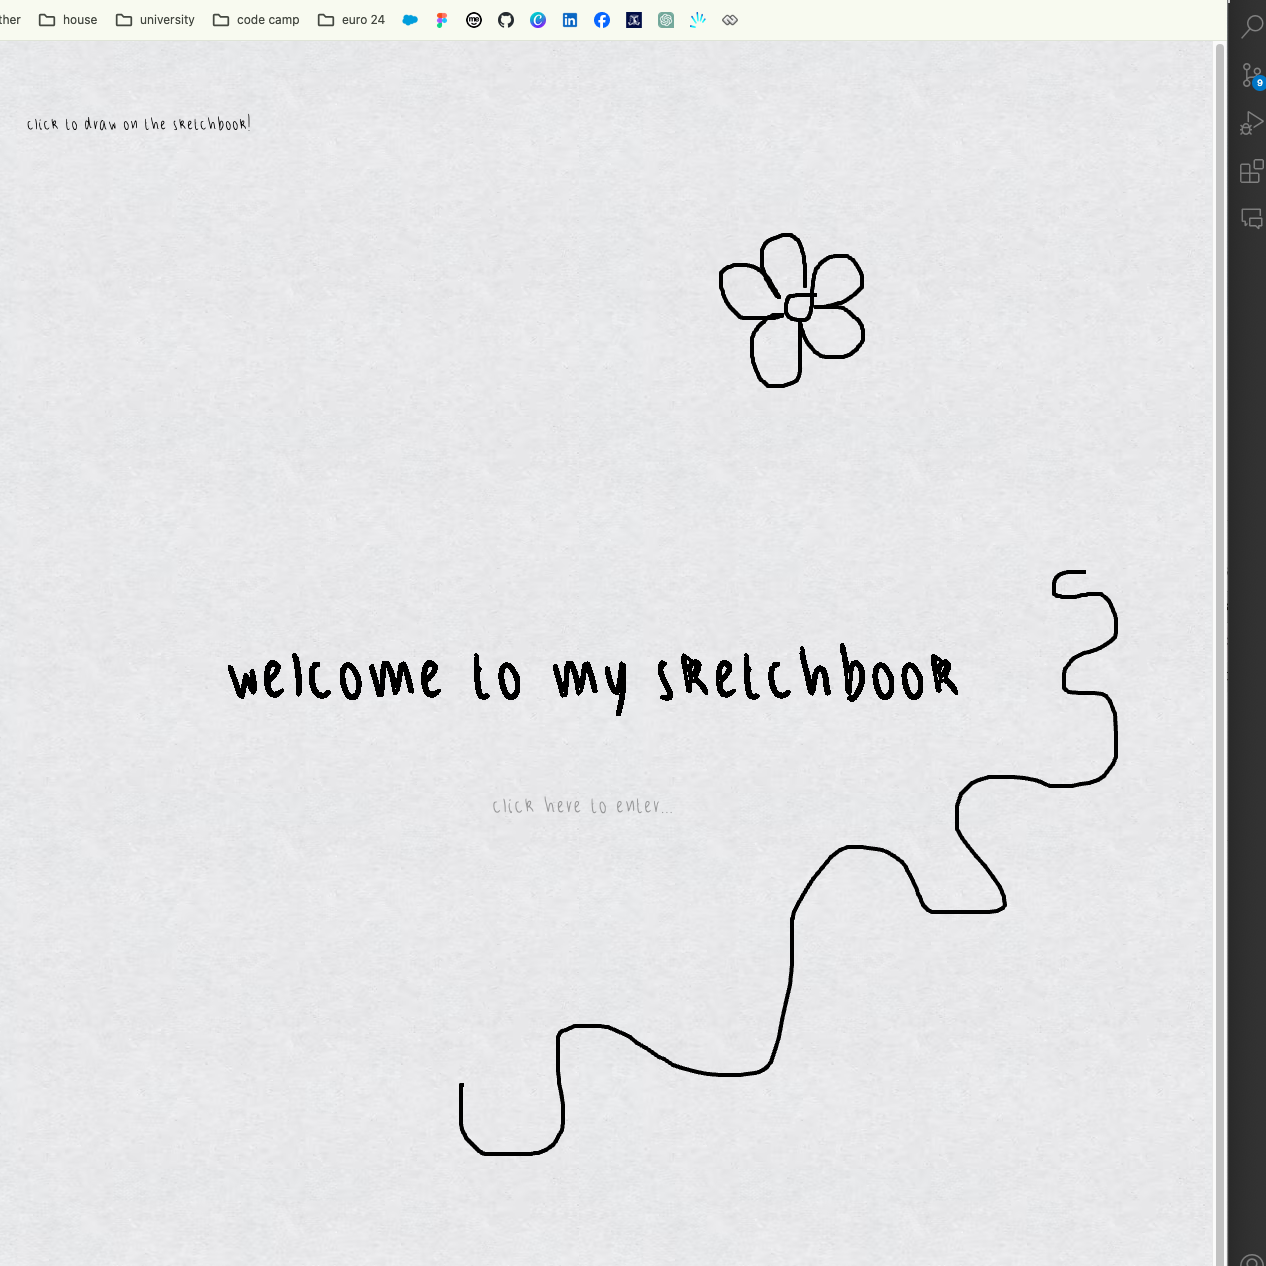 ther house university code camp euro 24
9
click to draw on the sketchbook!
welcome to my sketchbook
click here to enter...